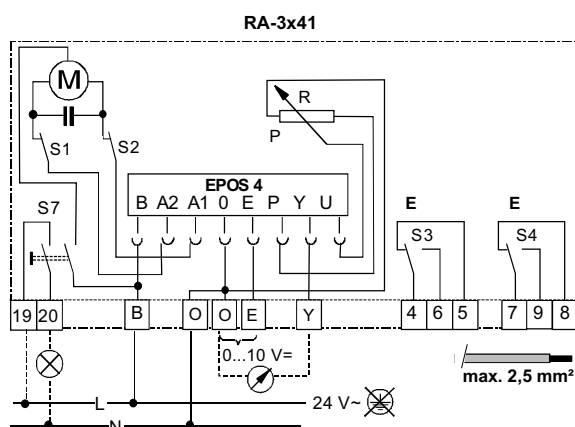 RA-3x41
M
R
P
S1
S2
EPOS 4
B A2 A1 0 E P Y U
S7
E
E
S3
S4
19 20 B O O E Y 4 6 5 7 9 8
0...10 V=
max. 2,5 mm²
L
24 V~
N